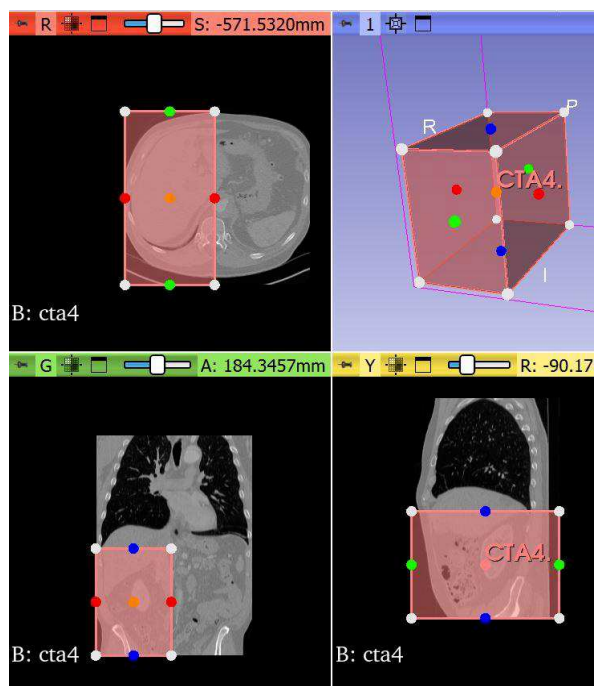 R S: -571.5320mm
B: cta4
1
R
P
CTA4.
I
G A: 184.3457mm
B: cta4
Y R: -90.17
CTA4.
B: cta4